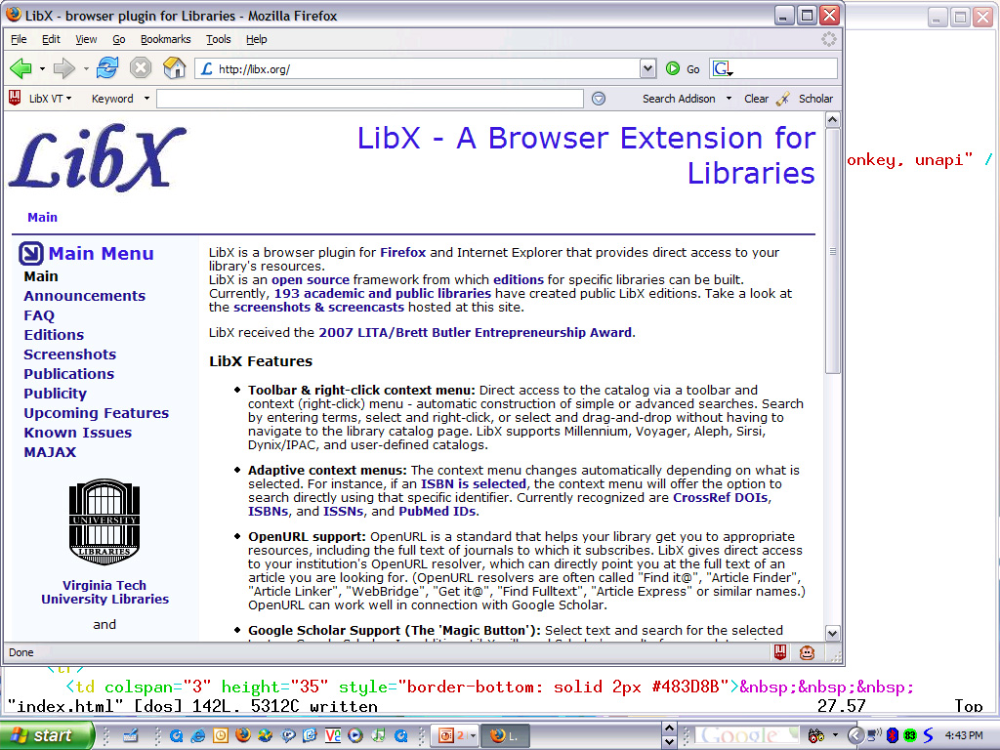 LibX - browser plugin for Libraries - Mozilla Firefox
File Edit View Go Bookmarks Tools Help
http://libx.org/ Go G
LibX VT Keyword Search Addison Clear Scholar
LibX
LibX - A Browser Extension for
Libraries
onkey, unapi" /
Main
Main Menu
Main
Announcements
FAQ
Editions
Screenshots
Publications
Publicity
Upcoming Features
Known Issues
MAJAX
UNIVERSITY
LIBRARIES
Virginia Tech
University Libraries
and
LibX is a browser plugin for Firefox and Internet Explorer that provides direct access to your
library's resources.
LibX is an open source framework from which editions for specific libraries can be built.
Currently, 193 academic and public libraries have created public LibX editions. Take a look at
the screenshots & screencasts hosted at this site.
LibX received the 2007 LITA/Brett Butler Entrepreneurship Award.
LibX Features
Toolbar & right-click context menu: Direct access to the catalog via a toolbar and
context (right-click) menu - automatic construction of simple or advanced searches. Search
by entering terms, select and right-click, or select and drag-and-drop without having to
navigate to the library catalog page. LibX supports Millennium, Voyager, Aleph, Sirsi,
Dynix/IPAC, and user-defined catalogs.
Adaptive context menus: The context menu changes automatically depending on what is
selected. For instance, if an ISBN is selected, the context menu will offer the option to
search directly using that specific identifier. Currently recognized are CrossRef DOIs,
ISBNs, and ISSNs, and PubMed IDs.
OpenURL support: OpenURL is a standard that helps your library get you to appropriate
resources, including the full text of journals to which it subscribes. LibX gives direct access
to your institution's OpenURL resolver, which can directly point you at the full text of an
article you are looking for. (OpenURL resolvers are often called "Find it@", "Article Finder",
"Article Linker", "WebBridge", "Get it@", "Find Fulltext", "Article Express" or similar names.)
OpenURL can work well in connection with Google Scholar.
Google Scholar Support (The 'Magic Button'): Select text and search for the selected
Done
<td colspan="3" height="35" style="border-bottom: solid 2px #483D8B">&nbsp;&nbsp;&nbsp;
"index.html" [dos] 142L, 5312C written 27,57 Top
start 2 L. Google 83 4:43 PM